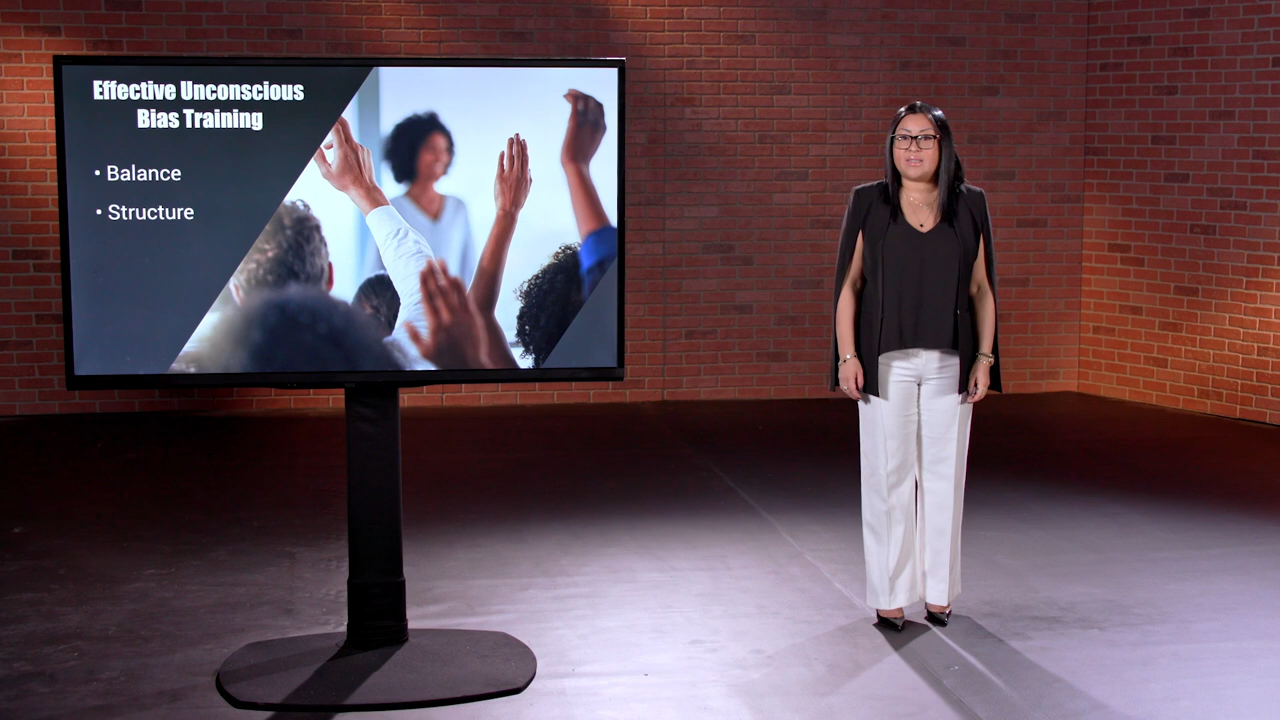 Effective Unconscious
Bias Training
• Balance
• Structure